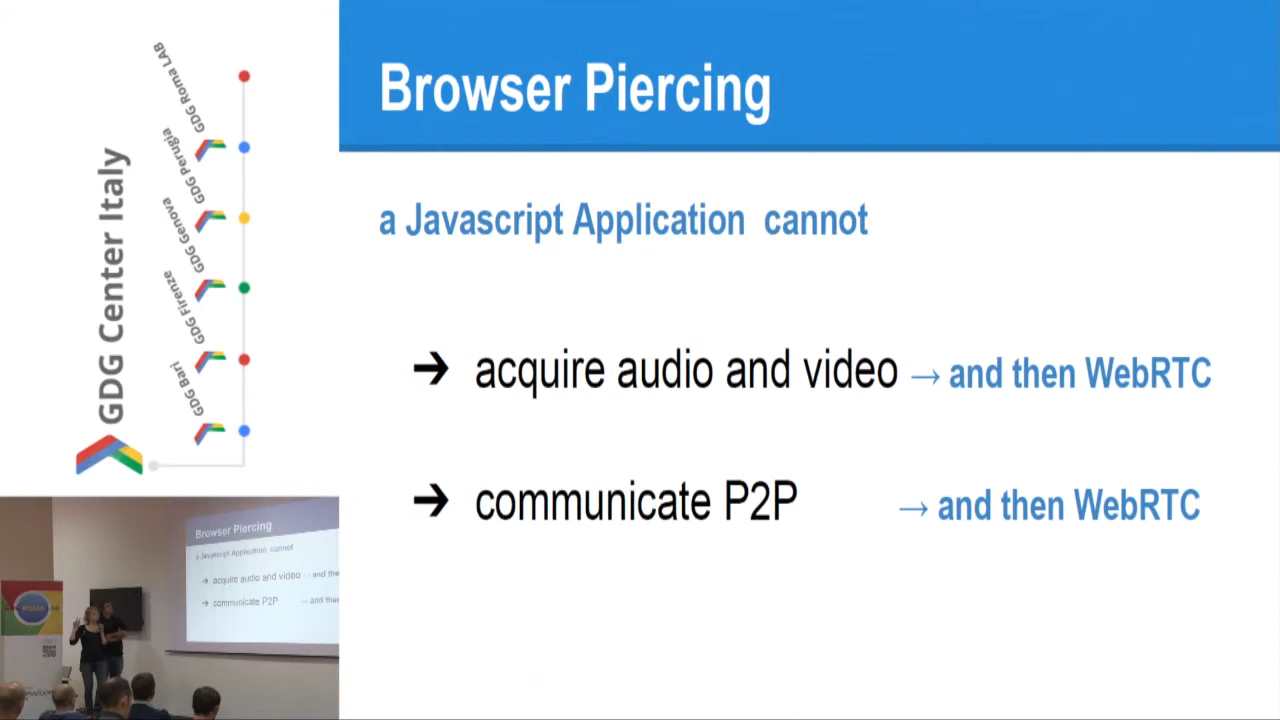 GDG Center Italy
GDG Roma LAB
GDG Perugia
GDG Genova
GDG Firenze
GDG Bari
Browser Piercing
a Javascript Application cannot
➔ acquire audio and video → and then WebRTC
➔ communicate P2P → and then WebRTC
Browser Piercing
a Javascript Application cannot
➔ acquire audio and video → and the
➔ communicate P2P → and then